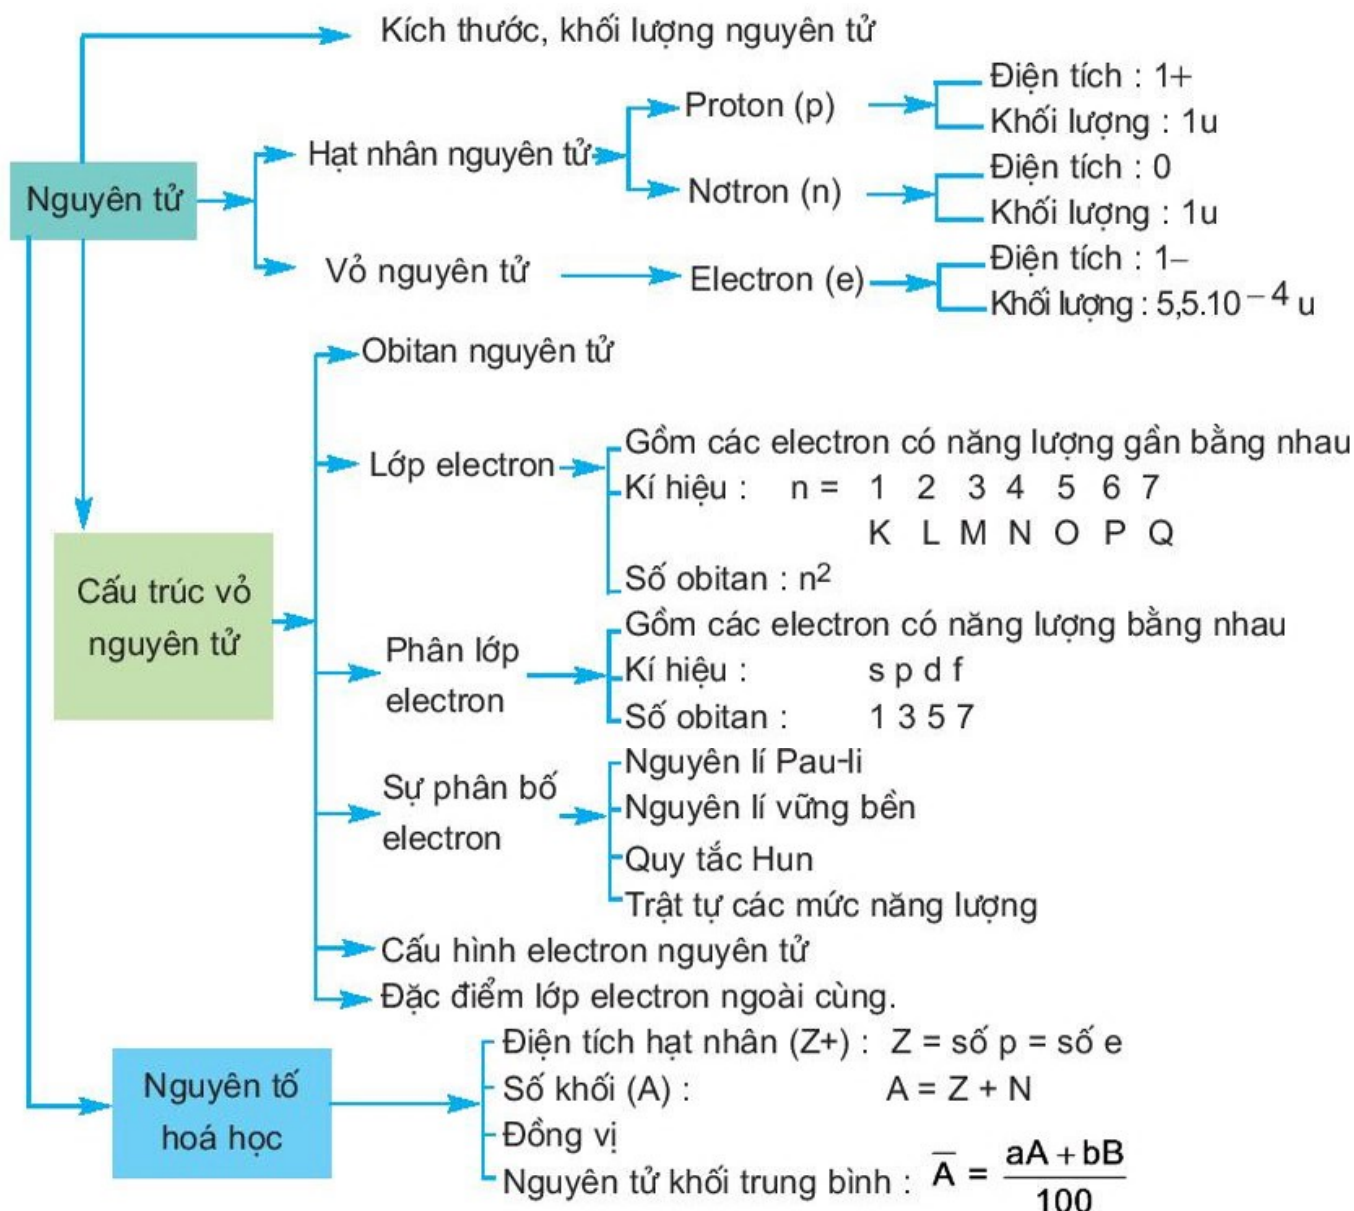 Kích thước, khối lượng nguyên tử
Nguyên tử
Hạt nhân nguyên tử
Proton (p)
Điện tích : 1+
Khối lượng : 1u
Nơtron (n)
Điện tích : 0
Khối lượng : 1u
Vỏ nguyên tử
Electron (e)
Điện tích : 1–
Khối lượng : 5,5.10⁻⁴ u
Cấu trúc vỏ
nguyên tử
Obitan nguyên tử
Lớp electron
Gồm các electron có năng lượng gần bằng nhau
Kí hiệu : n = 1 2 3 4 5 6 7
K L M N O P Q
Số obitan : n²
Phân lớp
electron
Gồm các electron có năng lượng bằng nhau
Kí hiệu : s p d f
Số obitan : 1 3 5 7
Sự phân bố
electron
Nguyên lí Pau-li
Nguyên lí vững bền
Quy tắc Hun
Trật tự các mức năng lượng
Cấu hình electron nguyên tử
Đặc điểm lớp electron ngoài cùng.
Nguyên tố
hoá học
Điện tích hạt nhân (Z+) : Z = số p = số e
Số khối (A) : A = Z + N
Đồng vị
Nguyên tử khối trung bình : A̅ = (aA + bB)/100